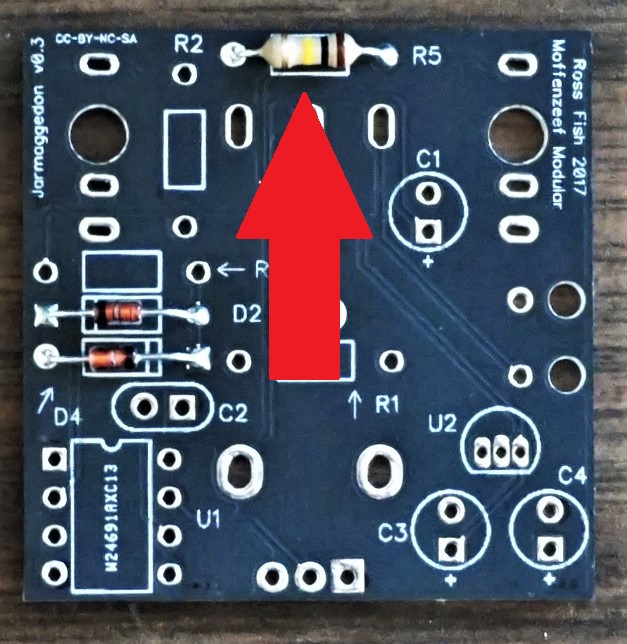 CC-BY-NC-SA
Jarmaggedon v0.3
R2
R5
Ross Fish 2017
Moffenzeef Modular
C1
+
← R
D2
D4
C2
↑ R1
U2
W24691AXC13
U1
C3
+
C4
+